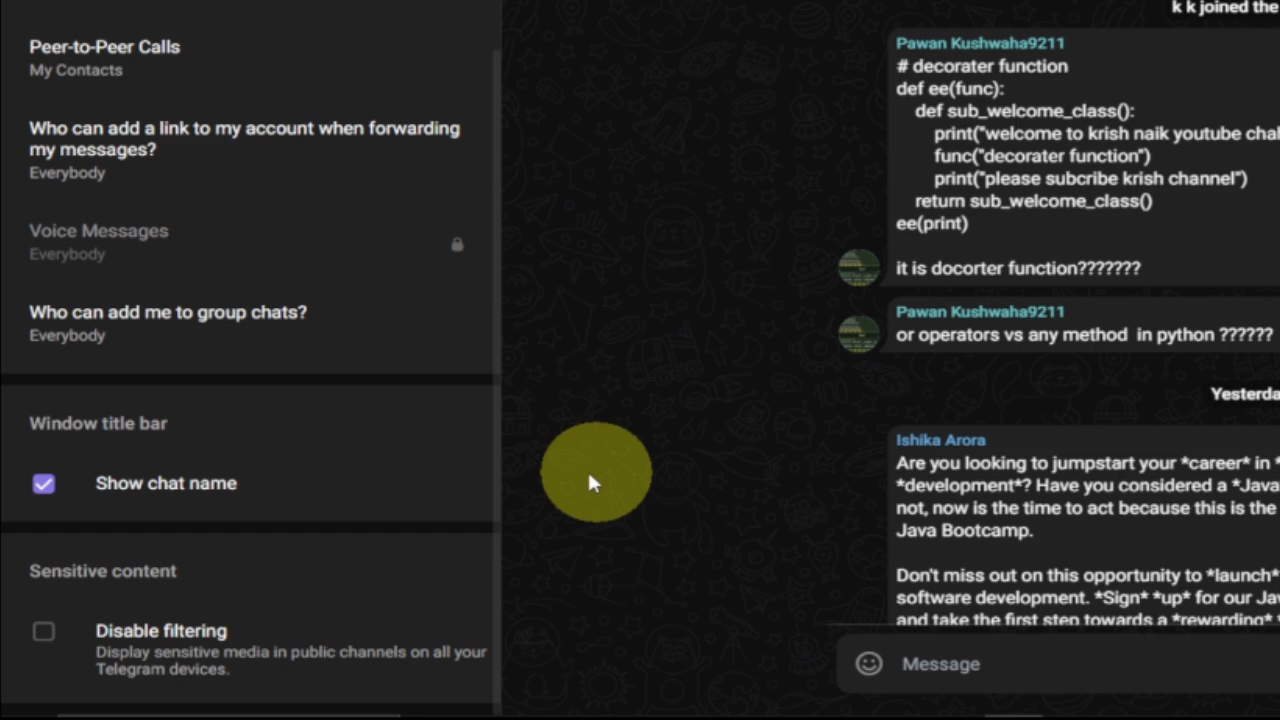 Peer-to-Peer Calls
My Contacts
Who can add a link to my account when forwarding
my messages?
Everybody
Voice Messages
Everybody
Who can add me to group chats?
Everybody
Window title bar
Show chat name
Sensitive content
Disable filtering
Display sensitive media in public channels on all your
Telegram devices.
k k joined the
Pawan Kushwaha9211
# decorater function
def ee(func):
def sub_welcome_class():
print("welcome to krish naik youtube
func("decorater function")
print("please subcribe krish channel")
return sub_welcome_class()
ee(print)
it is docorter function???????
Pawan Kushwaha9211
or operators vs any method in python ??????
Ishika Arora
Are you looking to jumpstart your *career* in *
*development*? Have you considered a *Java
not, now is the time to act because this is the
Java Bootcamp.
Don't miss out on this opportunity to *launch*
software development. *Sign* *up* for our
and take the first step towards a *rewarding* *
Message